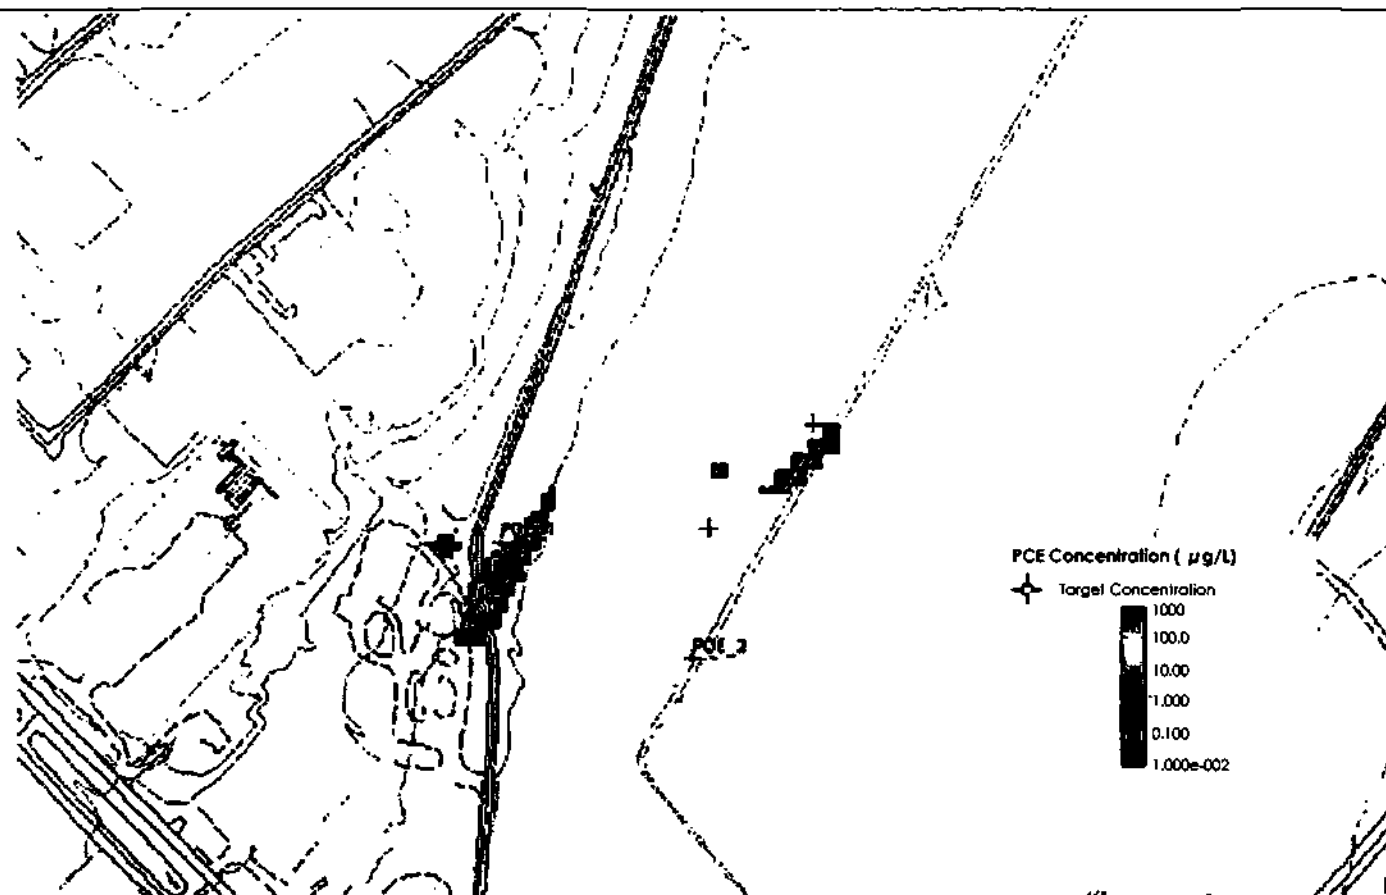 PCE Concentration ( μg/L)
Target Concentration
1000
100.0
10.00
1.000
0.100
1.000e-002
POE_2